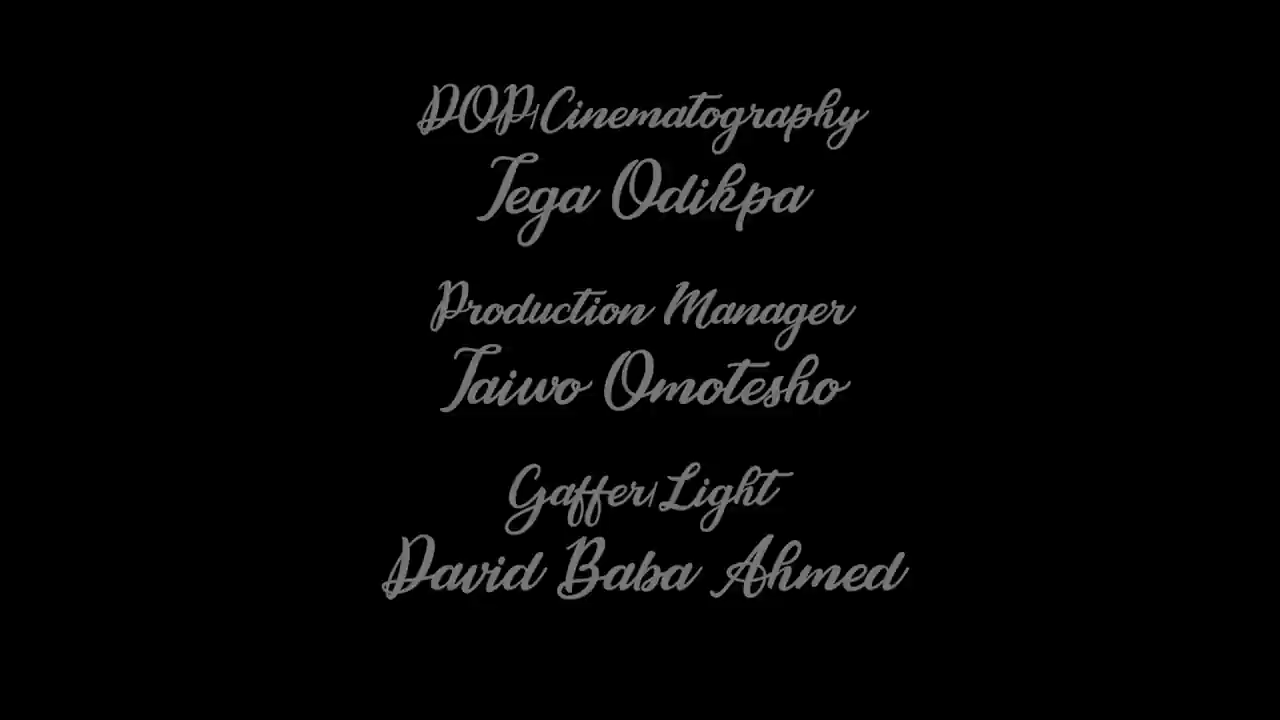 DOP/Cinematography
Tega Odikpa
Production Manager
Taiwo Omotesho
Gaffer/Light
David Baba Ahmed